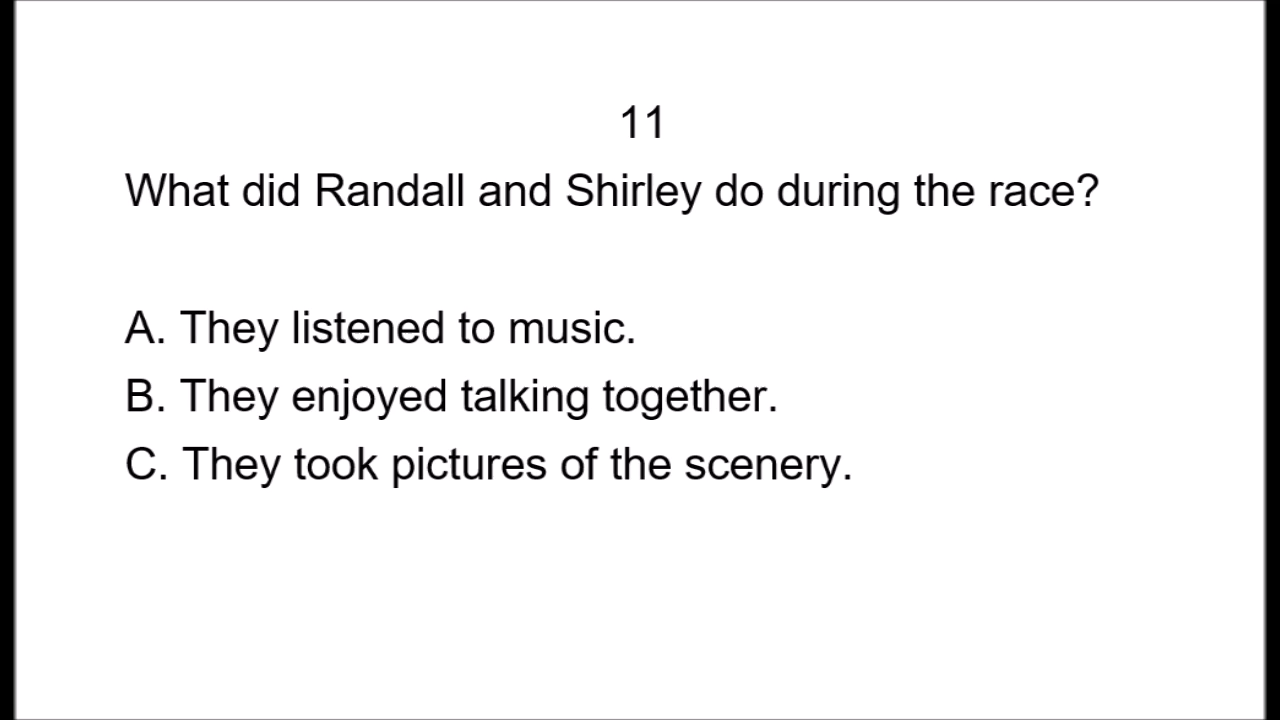 11
What did Randall and Shirley do during the race?
A. They listened to music.
B. They enjoyed talking together.
C. They took pictures of the scenery.